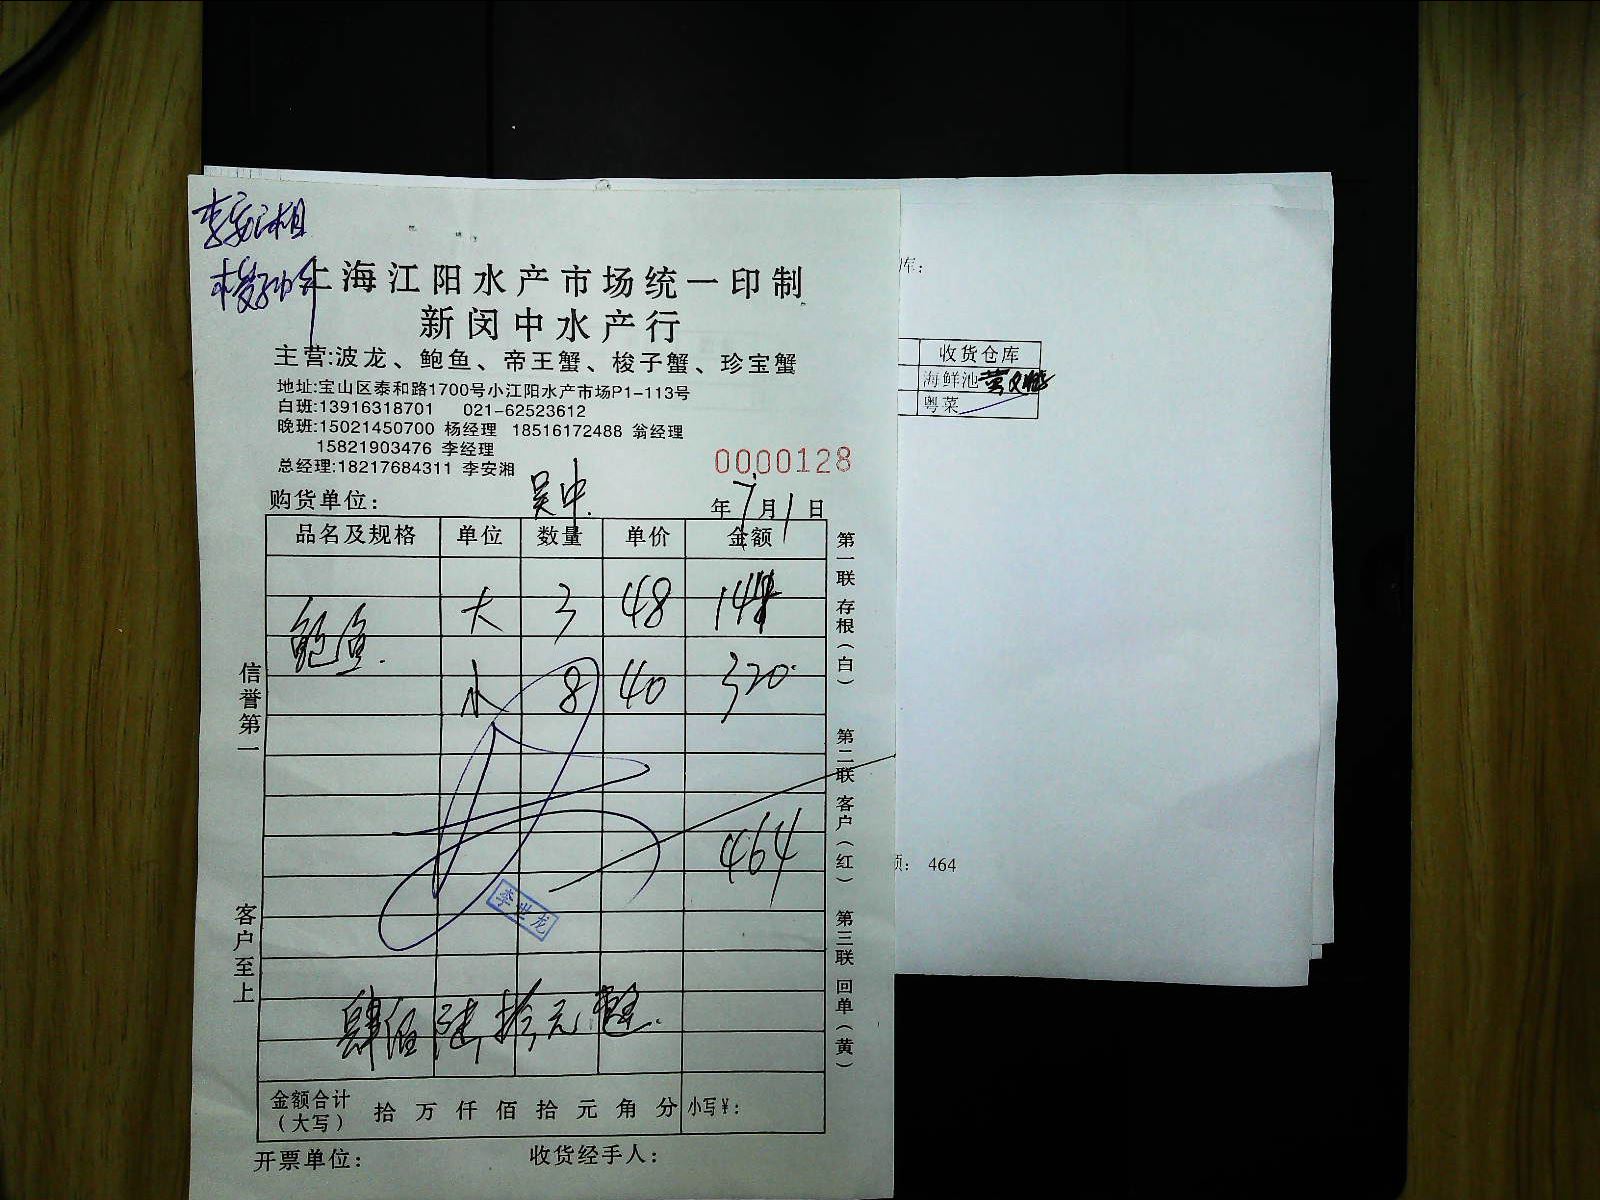 李安湘
上海江阳水产市场统一印制
新闵中水产行
主营:波龙、鲍鱼、帝王蟹、梭子蟹、珍宝蟹
地址:宝山区泰和路1700号小江阳水产市场P1-113号
白班:13916318701 021-62523612
晚班:15021450700 杨经理 18516172488 翁经理
15821903476 李经理
总经理:18217684311 李安湘
0000128
购货单位: 吴中.
年7月1日
品名及规格 单位 数量 单价 金额
鲍鱼. 大 3 48 144
小 8 40 320
464
李世龙
肆佰陆拾元整.
金额合计
(大写)
拾万仟佰拾元角分 小写¥:
开票单位: 收货经手人:
信誉第一
客户至上
第一联 存根(白)
第二联 客户(红)
第三联 回单(黄)
库:
收货仓库
海鲜池
粤菜
额: 464